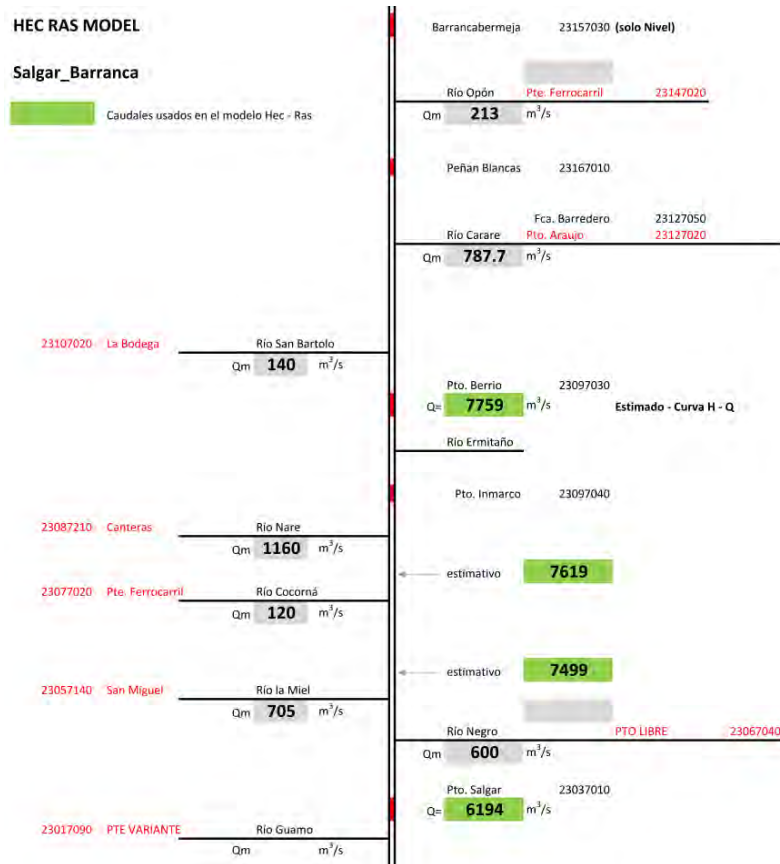 HEC RAS MODEL
Barrancabermeja 23157030 (solo Nivel)
Salgar_Barranca
Río Opón Pte. Ferrocarril 23147020
Caudales usados en el modelo Hec - Ras
Qm 213 m³/s
Peñan Blancas 23167010
Fca. Barredero 23127050
Río Carare Pto. Araujo 23127020
Qm 787.7 m³/s
23107020 La Bodega Río San Bartolo
Qm 140 m³/s
Pto. Berrio 23097030
Q= 7759 m³/s Estimado - Curva H - Q
Río Ermitaño
Pto. Inmarco 23097040
23087210 Canteras Río Nare
Qm 1160 m³/s
estimativo 7619
23077020 Pte. Ferrocarril Río Cocorná
Qm 120 m³/s
estimativo 7499
23057140 San Miguel Río la Miel
Qm 705 m³/s
Río Negro PTO LIBRE 23067040
Qm 600 m³/s
Pto. Salgar 23037010
Q= 6194 m³/s
23017090 PTE VARIANTE Río Guamo
Qm m³/s